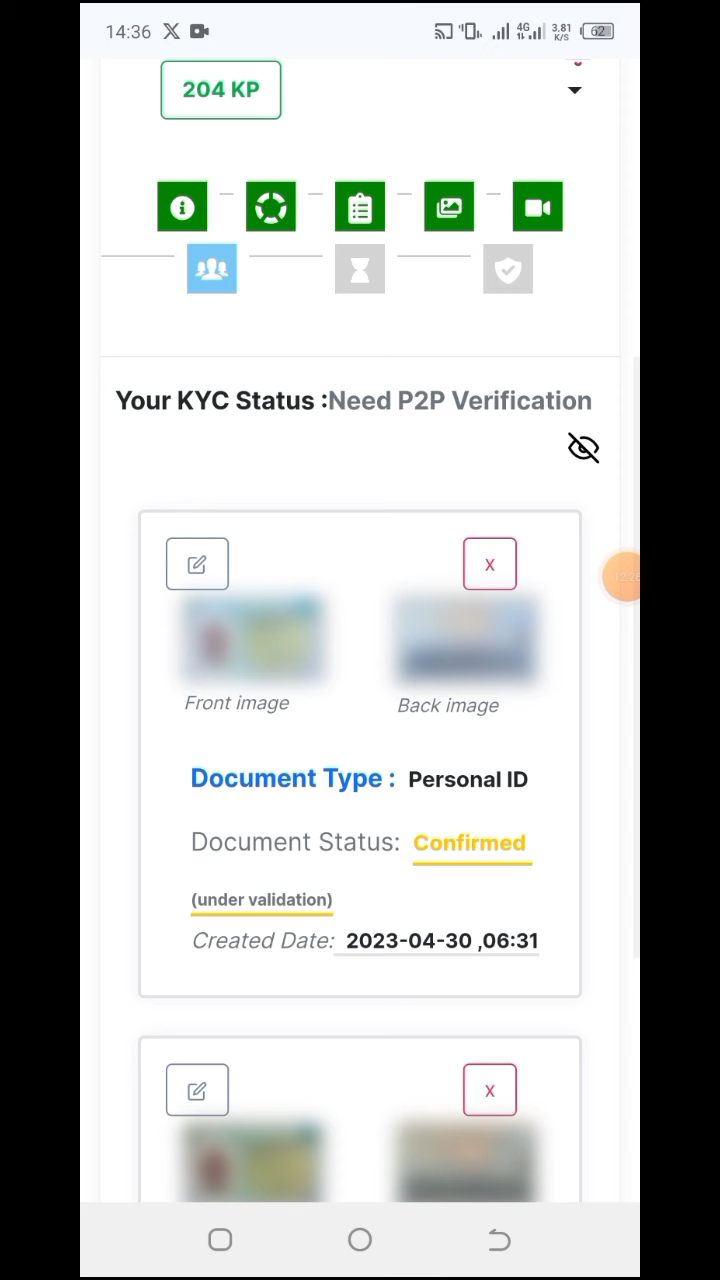 14:36 X 4G 3.81 K/S 62
204 KP
Your KYC Status :Need P2P Verification
X
Front image
Back image
Document Type : Personal ID
Document Status: Confirmed
(under validation)
Created Date: 2023-04-30 ,06:31
X